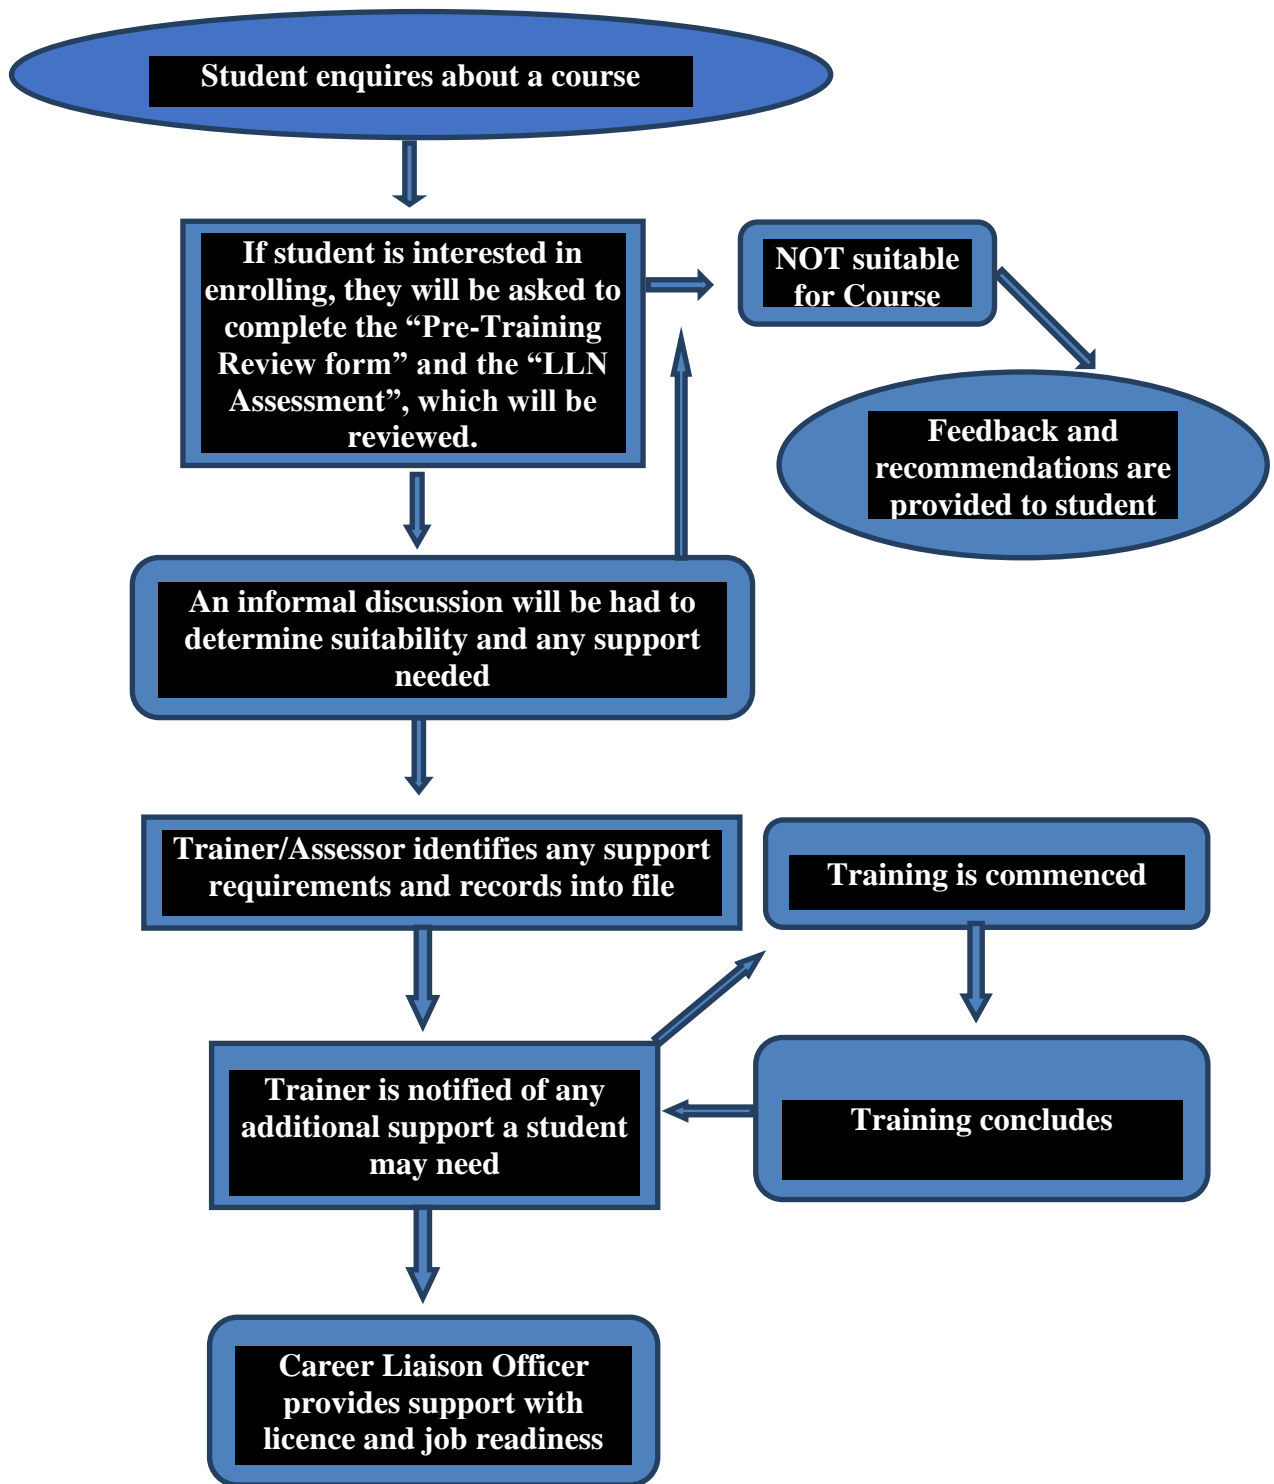 Student enquires about a course
If student is interested in
enrolling, they will be asked to
complete the “Pre-Training
Review form” and the “LLN
Assessment”, which will be
reviewed.
NOT suitable
for Course
Feedback and
recommendations are
provided to student
An informal discussion will be had to
determine suitability and any support
needed
Trainer/Assessor identifies any support
requirements and records into file
Training is commenced
Trainer is notified of any
additional support a student
may need
Training concludes
Career Liaison Officer
provides support with
licence and job readiness